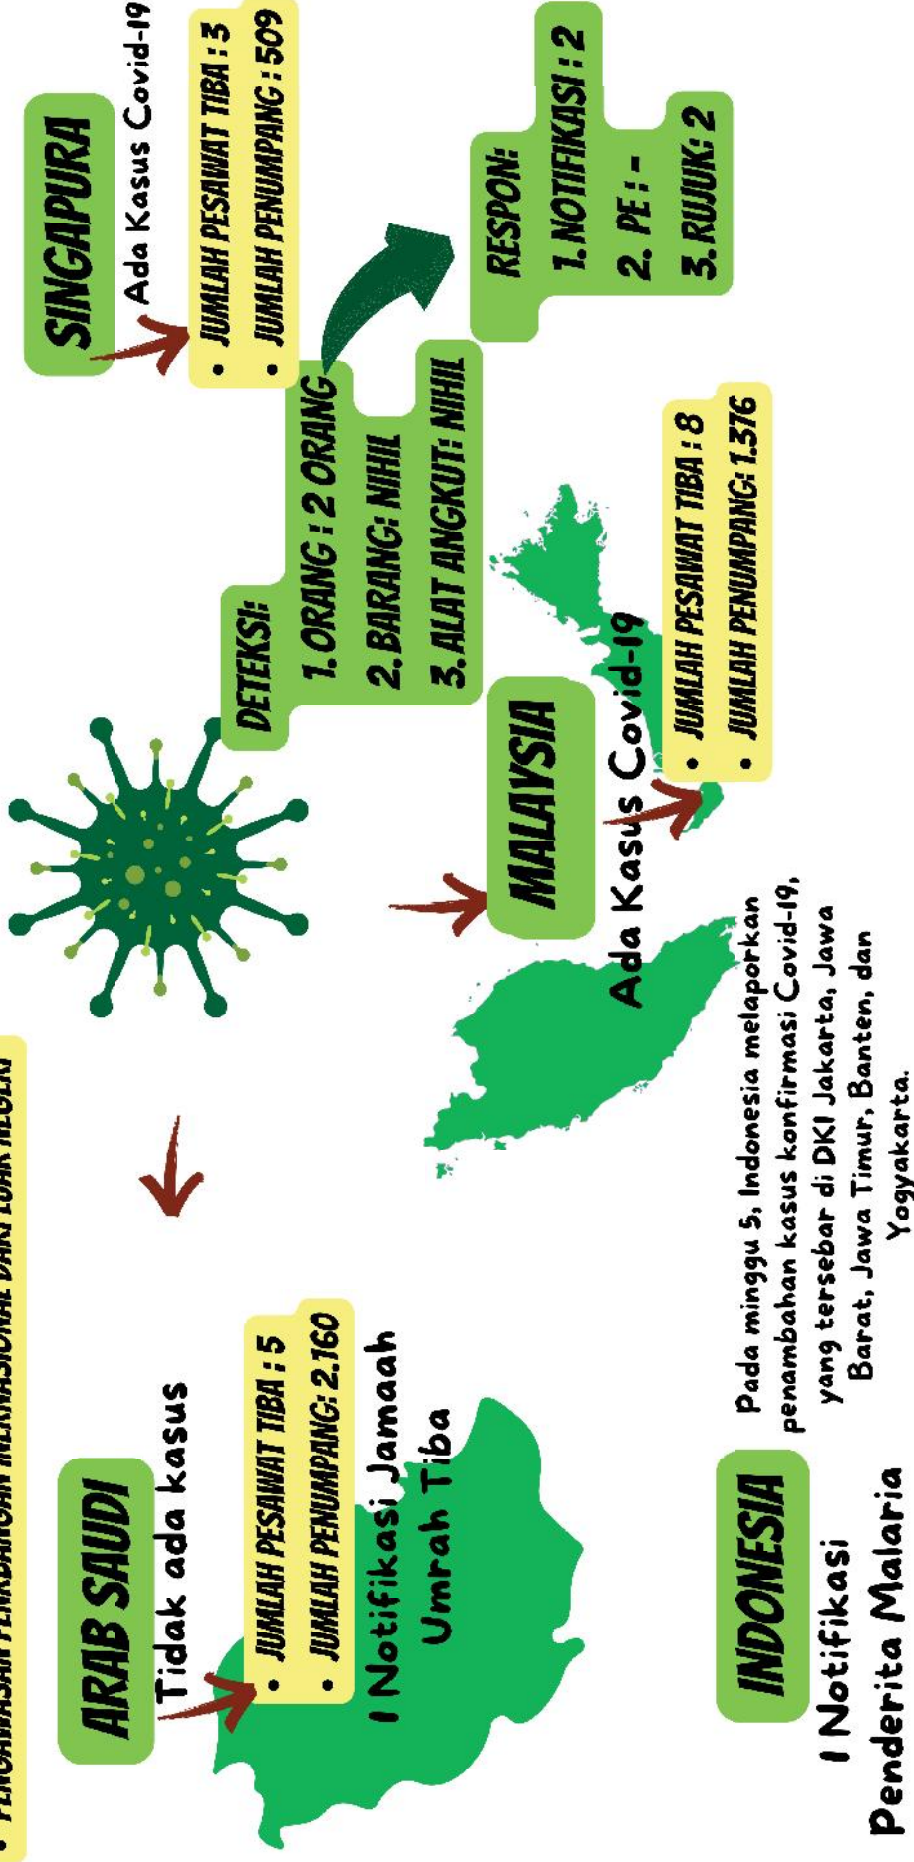 • PENGAWASAN PENERBANGAN INERNASIONAL DARI LUAR NEGERI
ARAB SAUDI
Tidak ada kasus
• JUMLAH PESAWAT TIBA : 5
• JUMLAH PENUMPANG: 2.160
1 Notifikasi Jamaah
Umrah Tiba
SINGAPURA
Ada Kasus Covid-19
• JUMLAH PESAWAT TIBA : 3
• JUMLAH PENUMPANG : 509
DETEKSI:
1. ORANG : 2 ORANG
2. BARANG: NIHIL
3. ALAT ANGKUT: NIHIL
RESPON:
1. NOTIFIKASI : 2
2. PE : -
3. RUJUK: 2
MALAYSIA
Ada Kasus Covid-19
• JUMLAH PESAWAT TIBA : 8
• JUMLAH PENUMPANG: 1.376
INDONESIA
1 Notifikasi
Penderita Malaria
Pada minggu 5, Indonesia melaporkan
penambahan kasus konfirmasi Covid-19,
yang tersebar di DKI Jakarta, Jawa
Barat, Jawa Timur, Banten, dan
Yogyakarta.